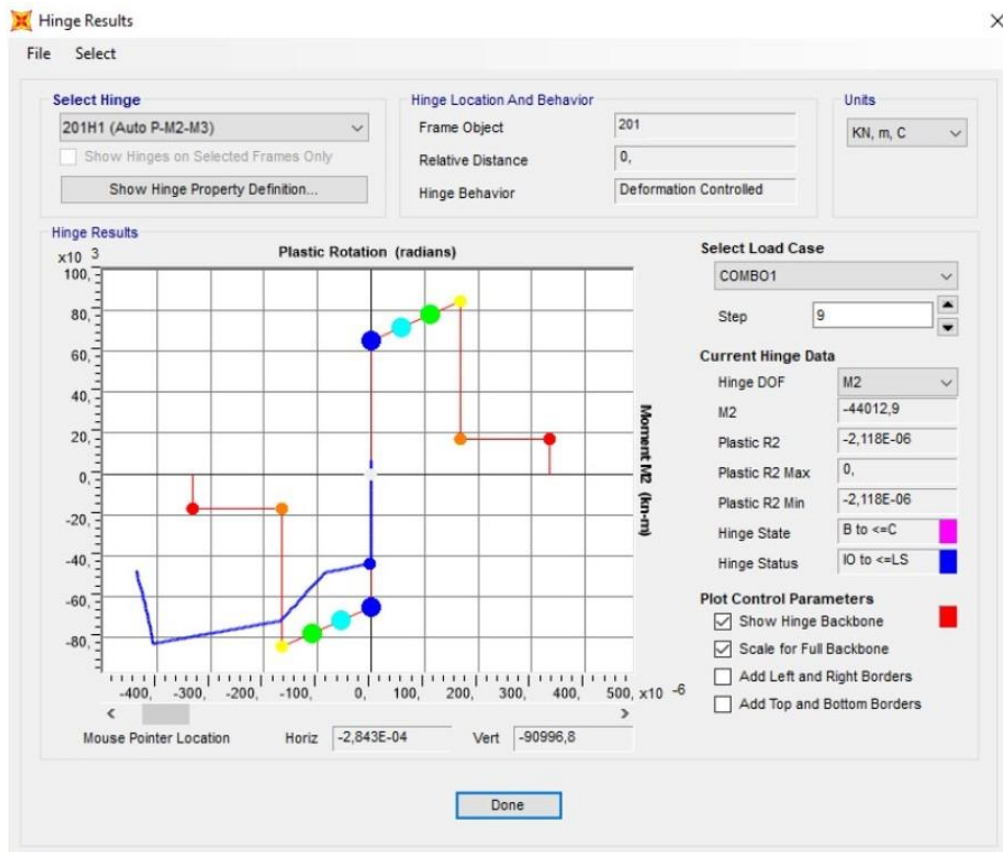 Hinge Results
File Select
Select Hinge
201H1 (Auto P-M2-M3)
Show Hinges on Selected Frames Only
Show Hinge Property Definition...
Hinge Location And Behavior
Frame Object 201
Relative Distance 0,
Hinge Behavior Deformation Controlled
Units
KN, m, C
Hinge Results
x10 3
Plastic Rotation (radians)
100,
80,
60,
40,
20,
0,
-20,
-40,
-60,
-80,
Moment M2 (kn-m)
-400, -300, -200, -100, 0, 100, 200, 300, 400, 500, x10 -6
< >
Mouse Pointer Location Horiz -2,843E-04 Vert -90996,8
Select Load Case
COMBO1
Step 9
Current Hinge Data
Hinge DOF M2
M2 -44012,9
Plastic R2 -2,118E-06
Plastic R2 Max 0,
Plastic R2 Min -2,118E-06
Hinge State B to <=C
Hinge Status IO to <=LS
Plot Control Parameters
Show Hinge Backbone
Scale for Full Backbone
Add Left and Right Borders
Add Top and Bottom Borders
Done